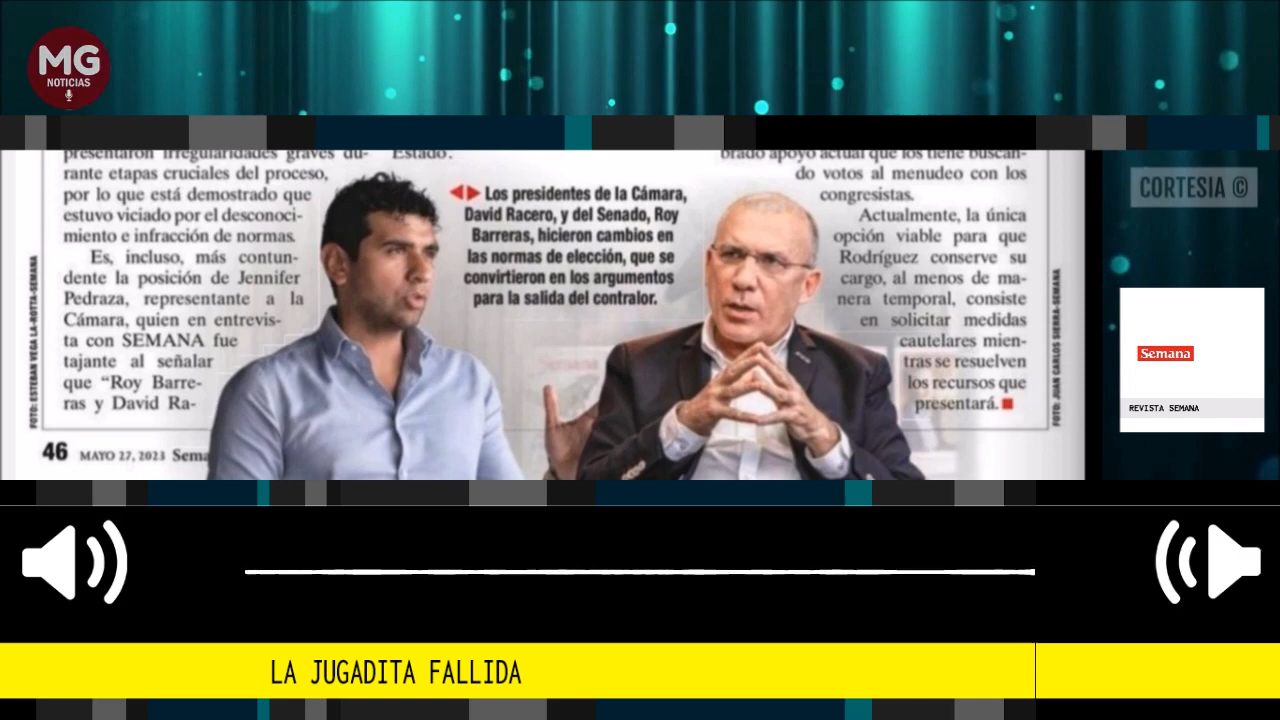 MG
NOTICIAS
presentaron irregularidades graves du-
rante etapas cruciales del proceso,
por lo que está demostrado que
estuvo viciado por el desconoci-
miento e infracción de normas.
Es, incluso, más contun-
dente la posición de Jennifer
Pedraza, representante a la
Cámara, quien en entrevis-
ta con SEMANA fue
tajante al señalar
que “Roy Barre-
ras y David Ra-
Estado.
Los presidentes de la Cámara,
David Racero, y del Senado, Roy
Barreras, hicieron cambios en
las normas de elección, que se
convirtieron en los argumentos
para la salida del contralor.
brado apoyo actual que los tiene buscan-
do votos al menudeo con los
congresistas.
Actualmente, la única
opción viable para que
Rodríguez conserve su
cargo, al menos de ma-
nera temporal, consiste
en solicitar medidas
cautelares mien-
tras se resuelven
los recursos que
presentará.
FOTO: ESTEBAN VEGA LA-ROTTA-SEMANA
FOTO: JUAN CARLOS SIERRA-SEMANA
46 MAYO 27, 2023 Sema
CORTESIA ©
Semana
REVISTA SEMANA
LA JUGADITA FALLIDA